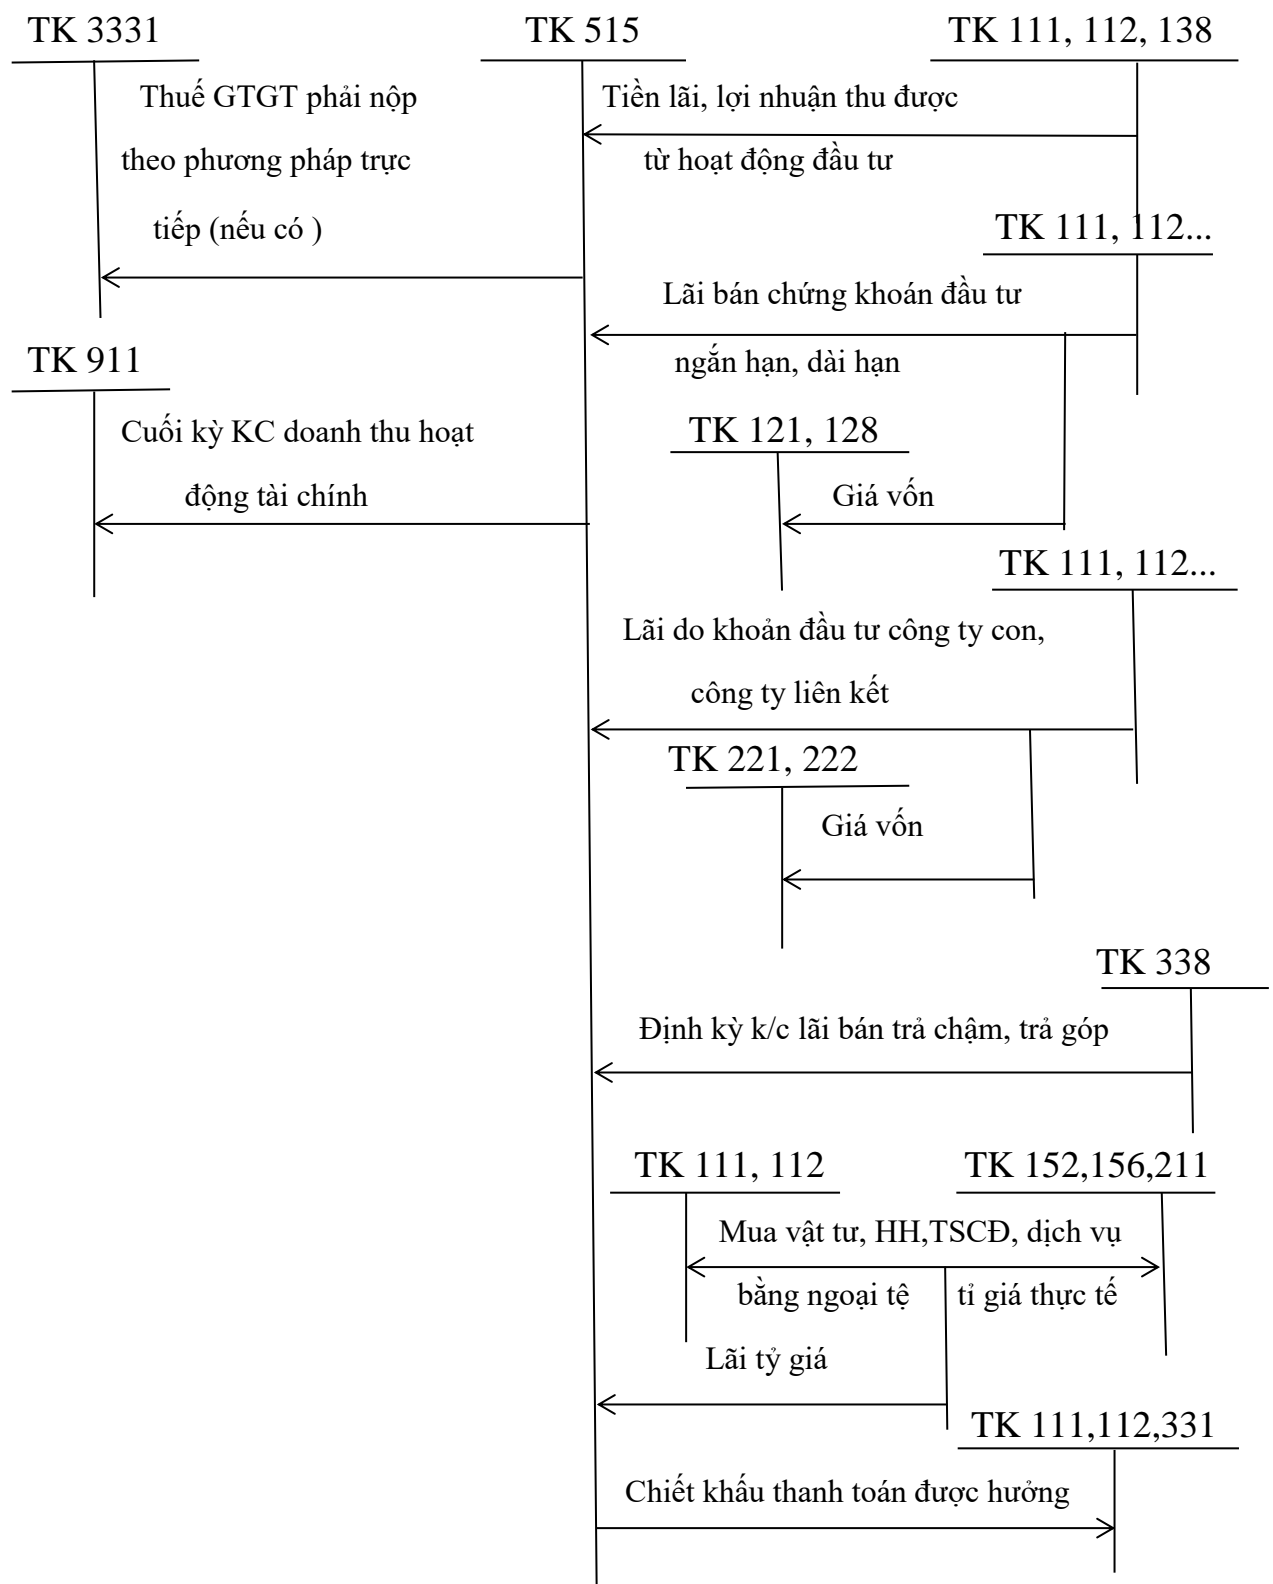 TK 3331
TK 515
TK 111, 112, 138
Thuế GTGT phải nộp
theo phương pháp trực
tiếp (nếu có )
Tiền lãi, lợi nhuận thu được
từ hoạt động đầu tư
TK 111, 112...
Lãi bán chứng khoán đầu tư
ngắn hạn, dài hạn
TK 911
Cuối kỳ KC doanh thu hoạt
động tài chính
TK 121, 128
Giá vốn
TK 111, 112...
Lãi do khoản đầu tư công ty con,
công ty liên kết
TK 221, 222
Giá vốn
TK 338
Định kỳ k/c lãi bán trả chậm, trả góp
TK 111, 112
TK 152,156,211
Mua vật tư, HH,TSCĐ, dịch vụ
bằng ngoại tệ
tỉ giá thực tế
Lãi tỷ giá
TK 111,112,331
Chiết khấu thanh toán được hưởng